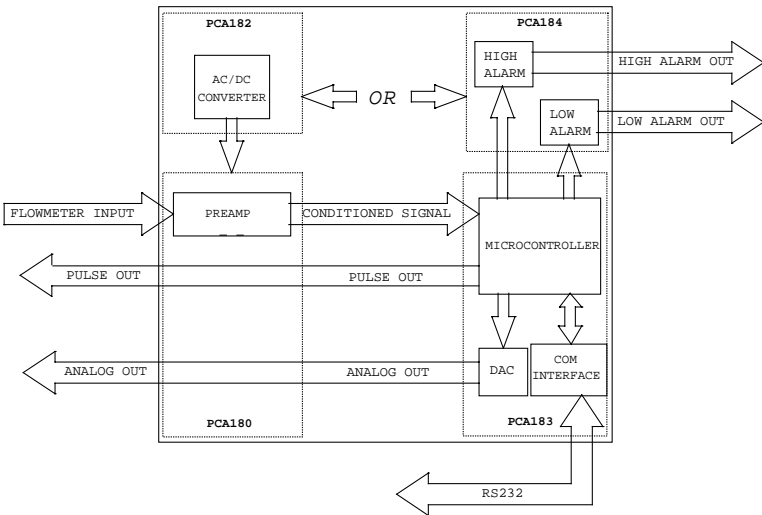 PCA182
PCA184
AC/DC
CONVERTER
OR
HIGH
ALARM
HIGH ALARM OUT
LOW
ALARM
LOW ALARM OUT
FLOWMETER INPUT
PREAMP
CONDITIONED SIGNAL
MICROCONTROLLER
PULSE OUT
PULSE OUT
ANALOG OUT
ANALOG OUT
DAC
COM
INTERFACE
PCA180
PCA183
RS232